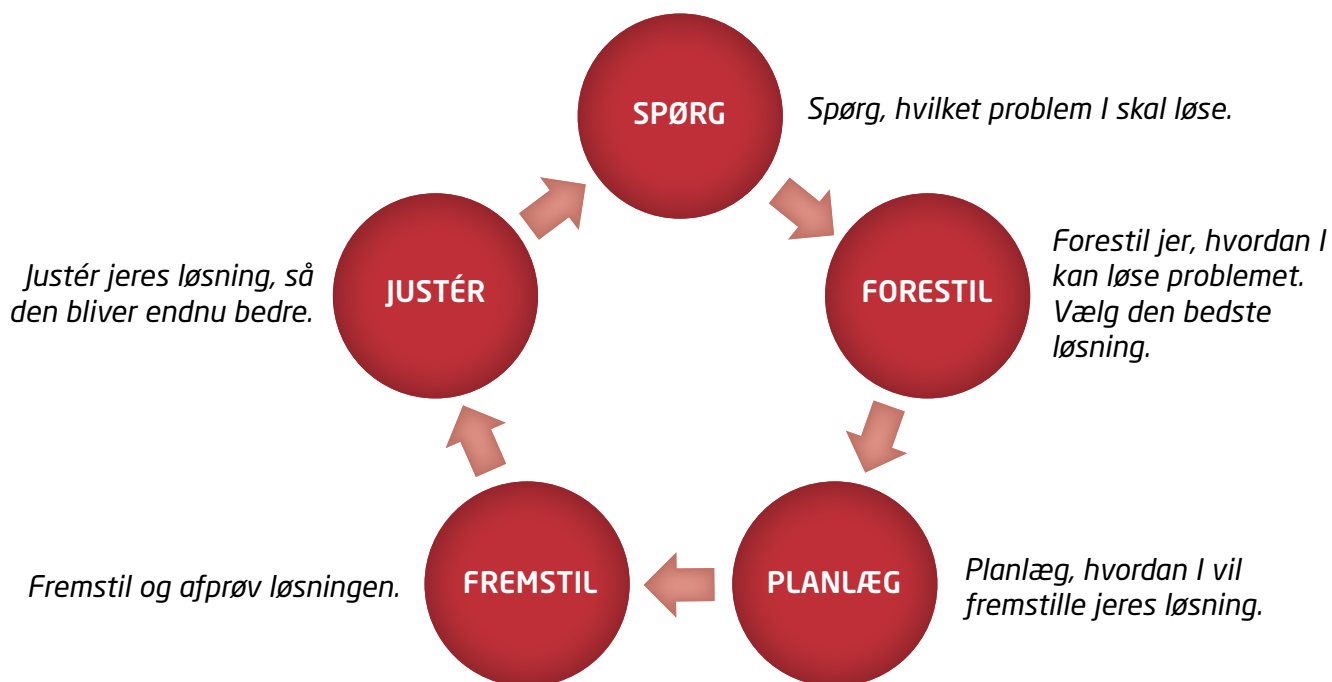 SPØRG
Spørg, hvilket problem I skal løse.
FORESTIL
Forestil jer, hvordan I
kan løse problemet.
Vælg den bedste
løsning.
PLANLÆG
Planlæg, hvordan I vil
fremstille jeres løsning.
FREMSTIL
Fremstil og afprøv løsningen.
JUSTÉR
Justér jeres løsning, så
den bliver endnu bedre.